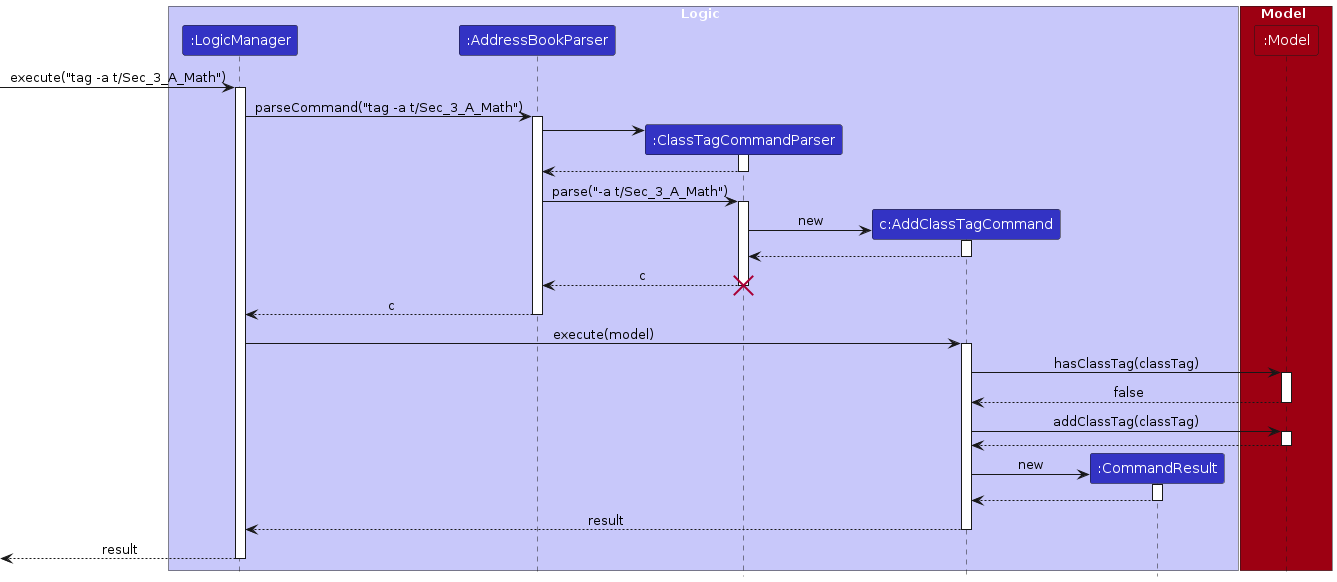 Logic
Model
:LogicManager
:AddressBookParser
:Model
execute("tag -a t/Sec_3_A_Math")
parseCommand("tag -a t/Sec_3_A_Math")
:ClassTagCommandParser
parse("-a t/Sec_3_A_Math")
new
c:AddClassTagCommand
c
c
execute(model)
hasClassTag(classTag)
false
addClassTag(classTag)
new
:CommandResult
result
result